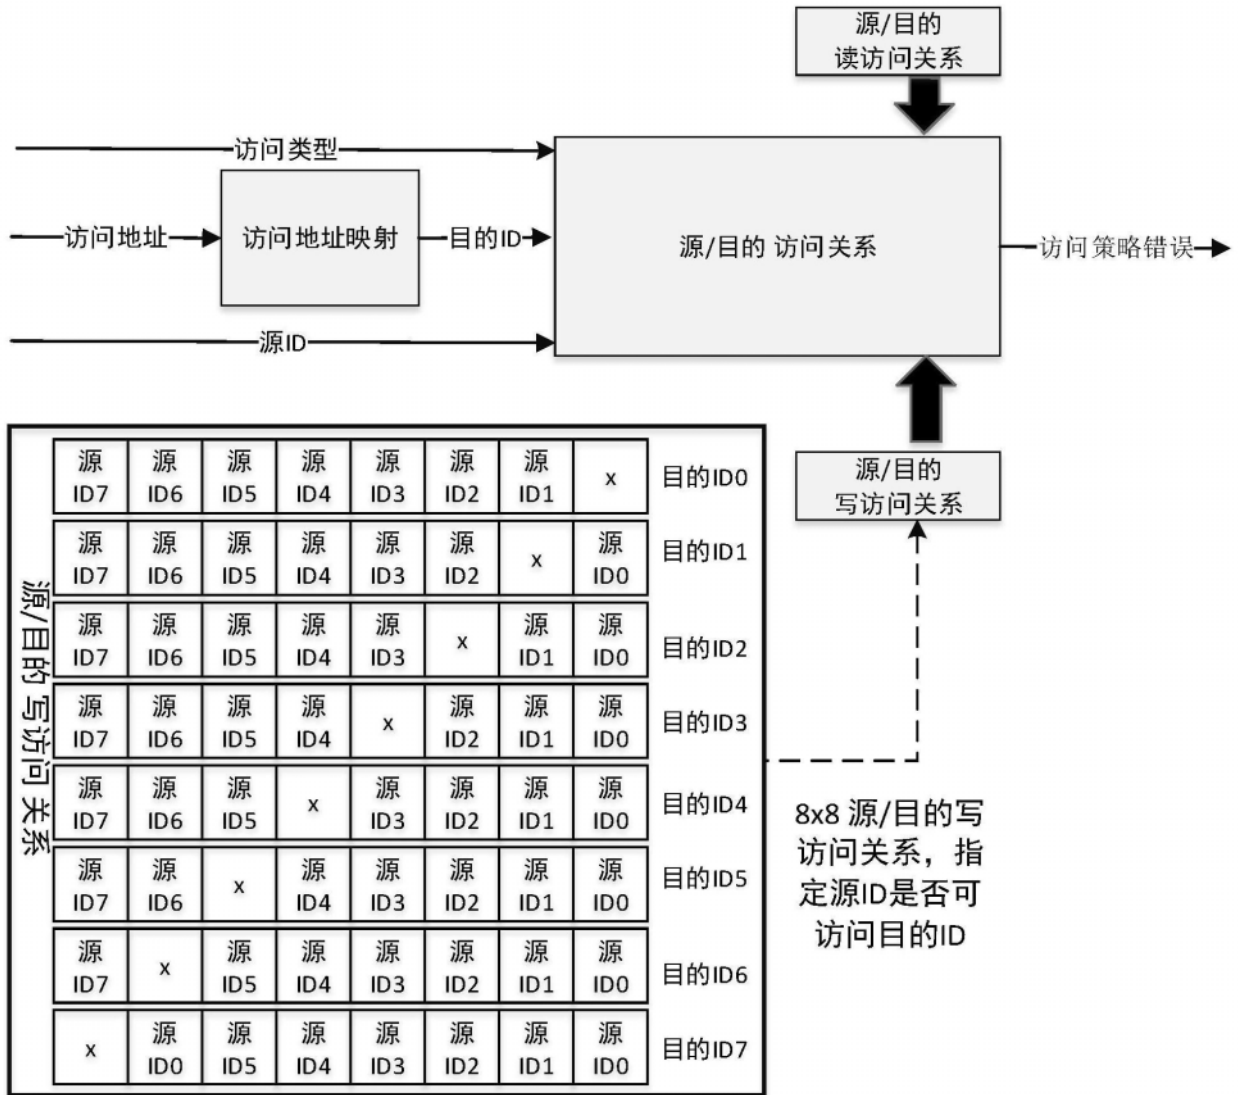 源/目的
读访问关系
访问类型
访问地址
访问地址映射
目的ID
源/目的 访问关系
访问策略错误
源ID
源/目的
写访问关系
源/目的 写访问 关系
源 源 源 源 源 源 源
ID7 ID6 ID5 ID4 ID3 ID2 ID1 x 目的ID0
源 源 源 源 源 源 源
ID7 ID6 ID5 ID4 ID3 ID2 x ID0 目的ID1
源 源 源 源 源 源 源
ID7 ID6 ID5 ID4 ID3 x ID1 ID0 目的ID2
源 源 源 源 源 源 源
ID7 ID6 ID5 ID4 x ID2 ID1 ID0 目的ID3
源 源 源 源 源 源 源
ID7 ID6 ID5 x ID3 ID2 ID1 ID0 目的ID4
源 源 源 源 源 源 源
ID7 ID6 x ID4 ID3 ID2 ID1 ID0 目的ID5
源 源 源 源 源 源 源
ID7 x ID5 ID4 ID3 ID2 ID1 ID0 目的ID6
源 源 源 源 源 源 源
x ID0 ID5 ID4 ID3 ID2 ID1 ID0 目的ID7
8x8 源/目的写
访问关系，指
定源ID是否可
访问目的ID